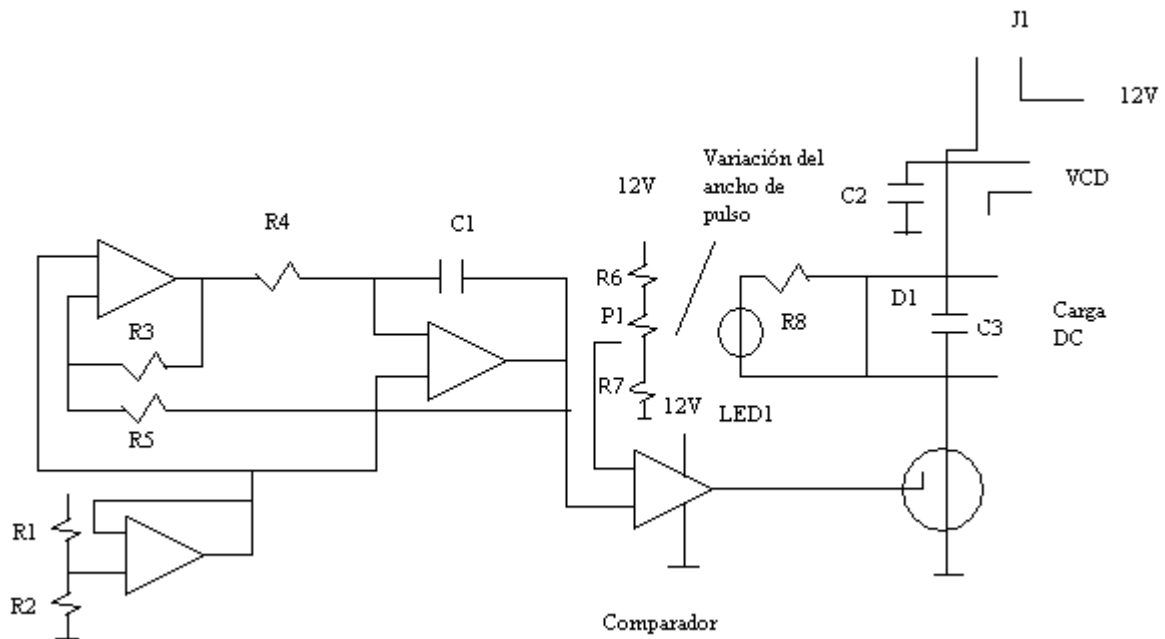 J1
12V
Variación del
ancho de
pulso
VCD
12V
C2
R4
C1
R6
P1
R8
D1
C3
Carga
DC
R3
R7
12V
LED1
R5
R1
R2
Comparador